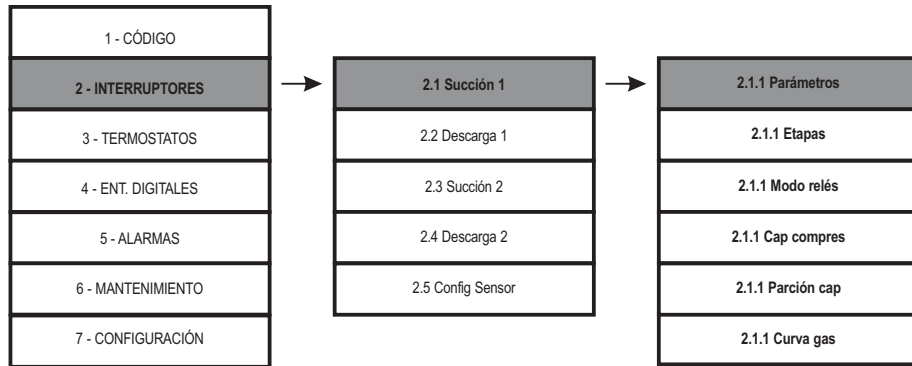 1 - CÓDIGO
2 - INTERRUPTORES
3 - TERMOSTATOS
4 - ENT. DIGITALES
5 - ALARMAS
6 - MANTENIMIENTO
7 - CONFIGURACIÓN
2.1 Succión 1
2.2 Descarga 1
2.3 Succión 2
2.4 Descarga 2
2.5 Config Sensor
2.1.1 Parámetros
2.1.1 Etapas
2.1.1 Modo relés
2.1.1 Cap compres
2.1.1 Parción cap
2.1.1 Curva gas